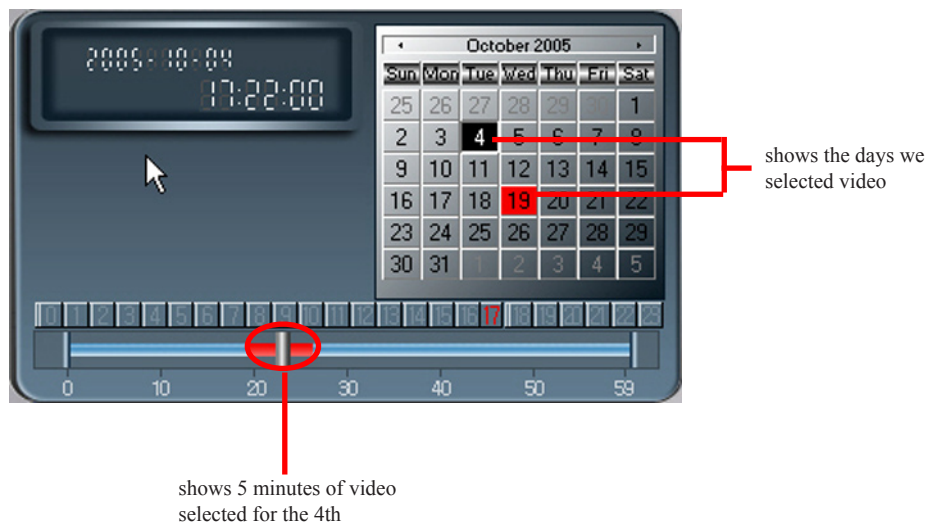 2005-10-04
17:22:00
October 2005
Sun Mon Tue Wed Thu Fri Sat
25 26 27 28 29 30 1
2 3 4 5 6 7 8
9 10 11 12 13 14 15
16 17 18 19 20 21 22
23 24 25 26 27 28 29
30 31 1 2 3 4 5
shows the days we
selected video
0 1 2 3 4 5 6 7 8 9 10 11 12 13 14 15 16 17 18 19 20 21 22 23
0 10 20 30 40 50 59
shows 5 minutes of video
selected for the 4th